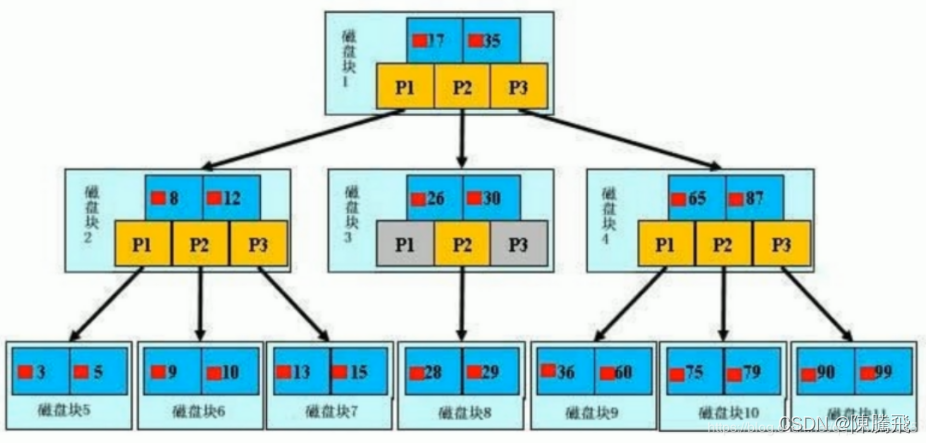 磁盘块1
17 35
P1 P2 P3
磁盘块2
8 12
P1 P2 P3
磁盘块3
26 30
P1 P2 P3
磁盘块4
65 87
P1 P2 P3
3 5
磁盘块5
9 10
磁盘块6
13 15
磁盘块7
28 29
磁盘块8
36 60
磁盘块9
75 79
磁盘块10
90 99
磁盘块11
CSDN @陳騰飛